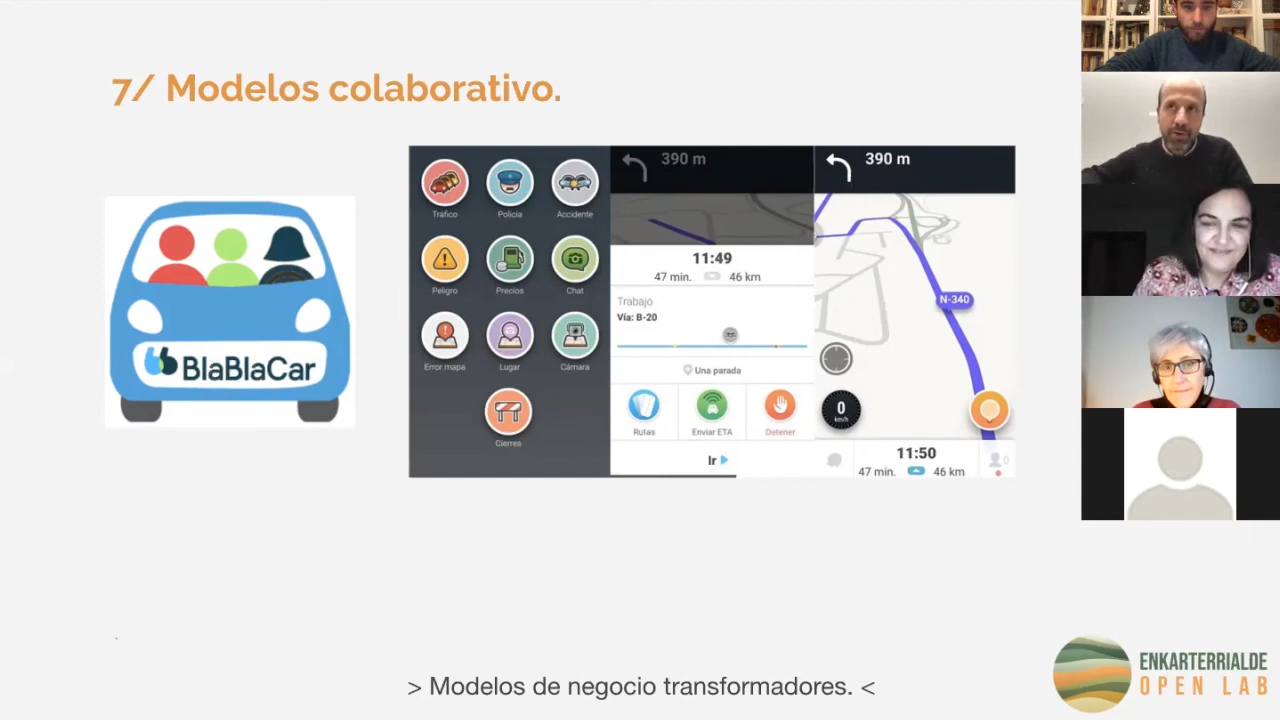 7/ Modelos colaborativo.
BlaBlaCar
Tráfico
Policía
Accidente
Peligro
Precios
Chat
Error mapa
Lugar
Cámara
Cierres
390 m
11:49
47 min.
46 km
Trabajo
Vía: B-20
Una parada
Rutas
Enviar ETA
Detener
Ir
390 m
N-340
0
km/h
11:50
47 min.
46 km
0
> Modelos de negocio transformadores. <
ENKARTERRIALDE
OPEN LAB